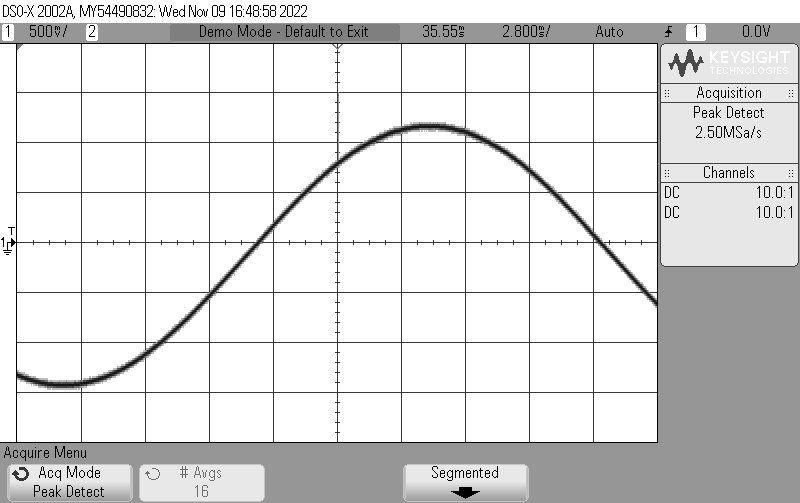 DSO-X 2002A, MY54490832: Wed Nov 09 16:48:58 2022
1 500mV/ 2 Demo Mode - Default to Exit 35.55ms 2.800ms/ Auto 1 0.0V
KEYSIGHT
TECHNOLOGIES
Acquisition
Peak Detect
2.50MSa/s
Channels
DC 10.0:1
DC 10.0:1
T
1
Acquire Menu
Acq Mode
Peak Detect
# Avgs
16
Segmented